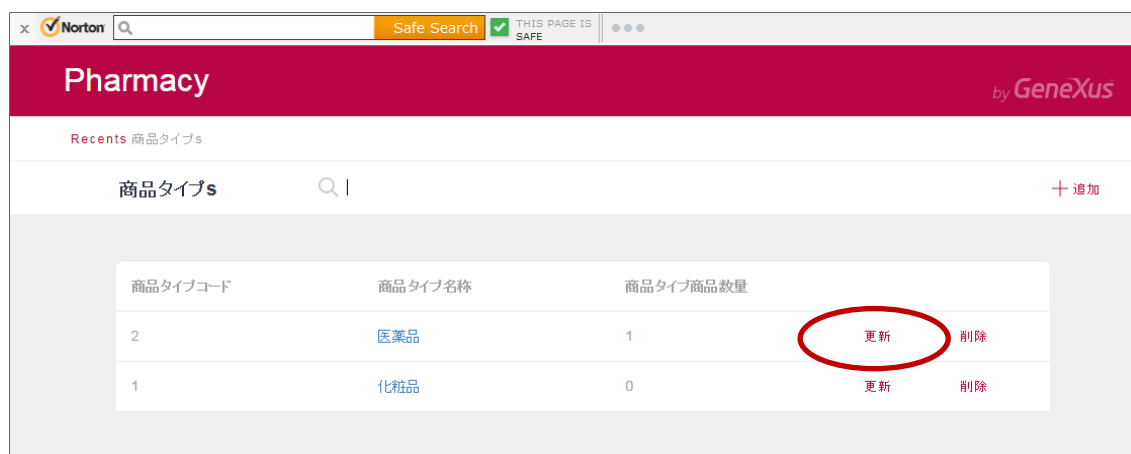 x Norton Safe Search THIS PAGE IS
SAFE
Pharmacy
by GeneXus
Recents 商品タイプs
商品タイプs
追加
商品タイプコード 商品タイプ名称 商品タイプ商品数量
2 医薬品 1 更新 削除
1 化粧品 0 更新 削除